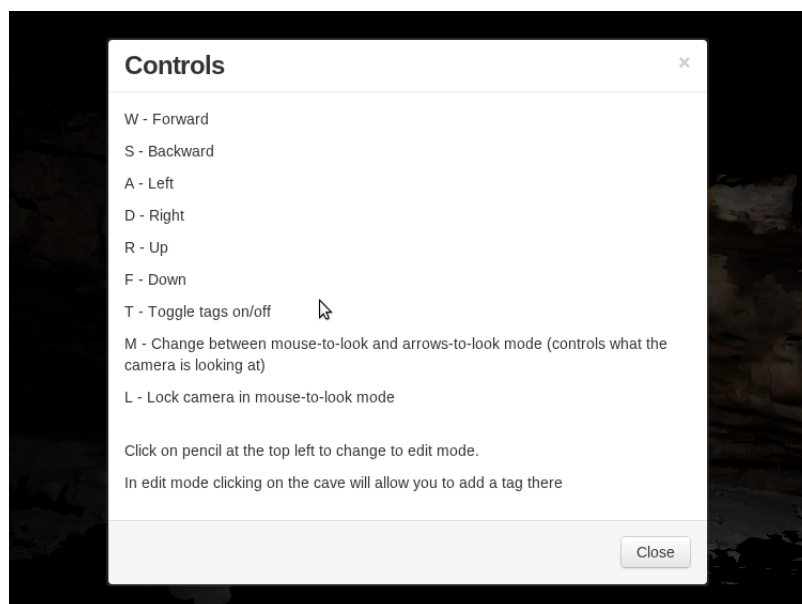 Controls
×
W - Forward
S - Backward
A - Left
D - Right
R - Up
F - Down
T - Toggle tags on/off
M - Change between mouse-to-look and arrows-to-look mode (controls what the
camera is looking at)
L - Lock camera in mouse-to-look mode
Click on pencil at the top left to change to edit mode.
In edit mode clicking on the cave will allow you to add a tag there
Close